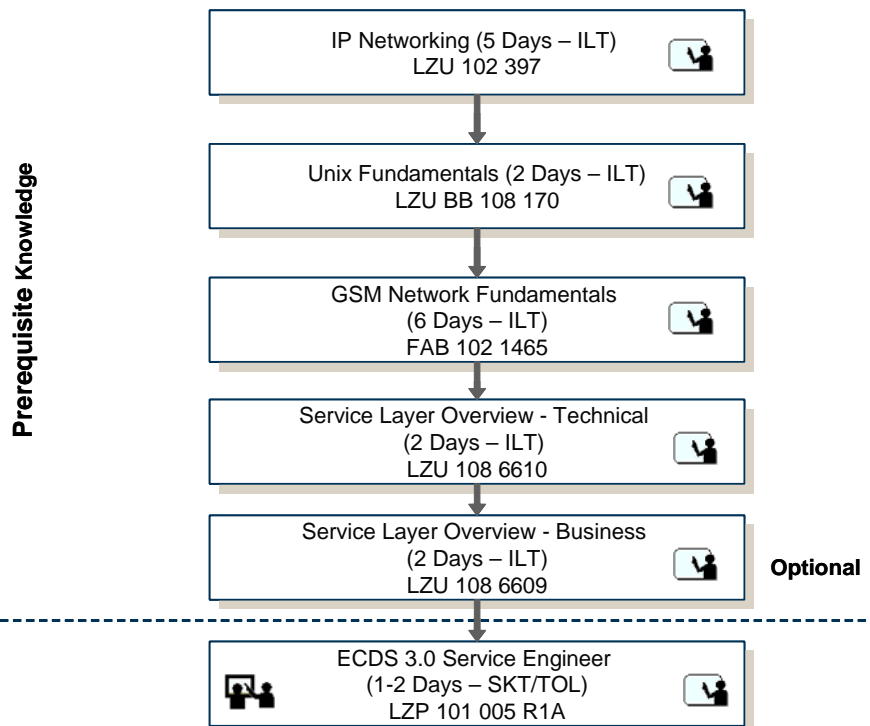 IP Networking (5 Days – ILT)
LZU 102 397
Unix Fundamentals (2 Days – ILT)
LZU BB 108 170
Prerequisite Knowledge
GSM Network Fundamentals
(6 Days – ILT)
FAB 102 1465
Service Layer Overview - Technical
(2 Days – ILT)
LZU 108 6610
Service Layer Overview - Business
(2 Days – ILT)
LZU 108 6609
Optional
ECDS 3.0 Service Engineer
(1-2 Days – SKT/TOL)
LZP 101 005 R1A